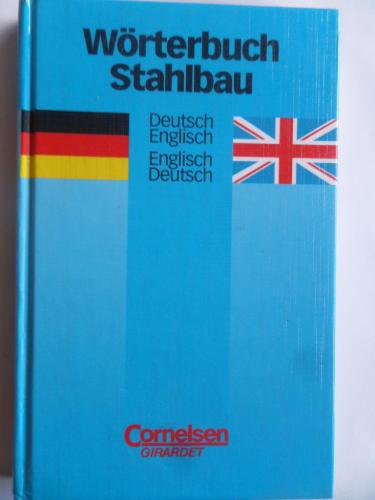 Wörterbuch
Stahlbau
Deutsch
Englisch
Englisch
Deutsch
Cornelsen
GIRARDET